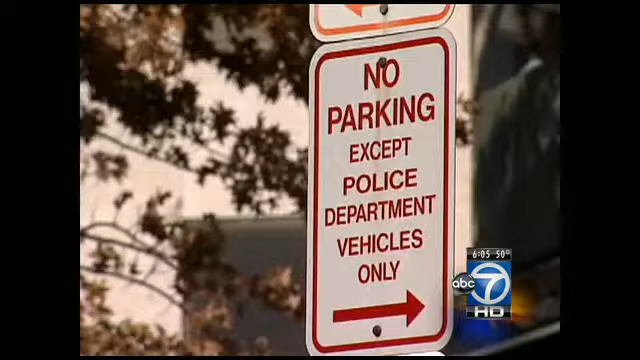 NO
PARKING
EXCEPT
POLICE
DEPARTMENT
VEHICLES
ONLY
6:05 50°
abc 7
HD